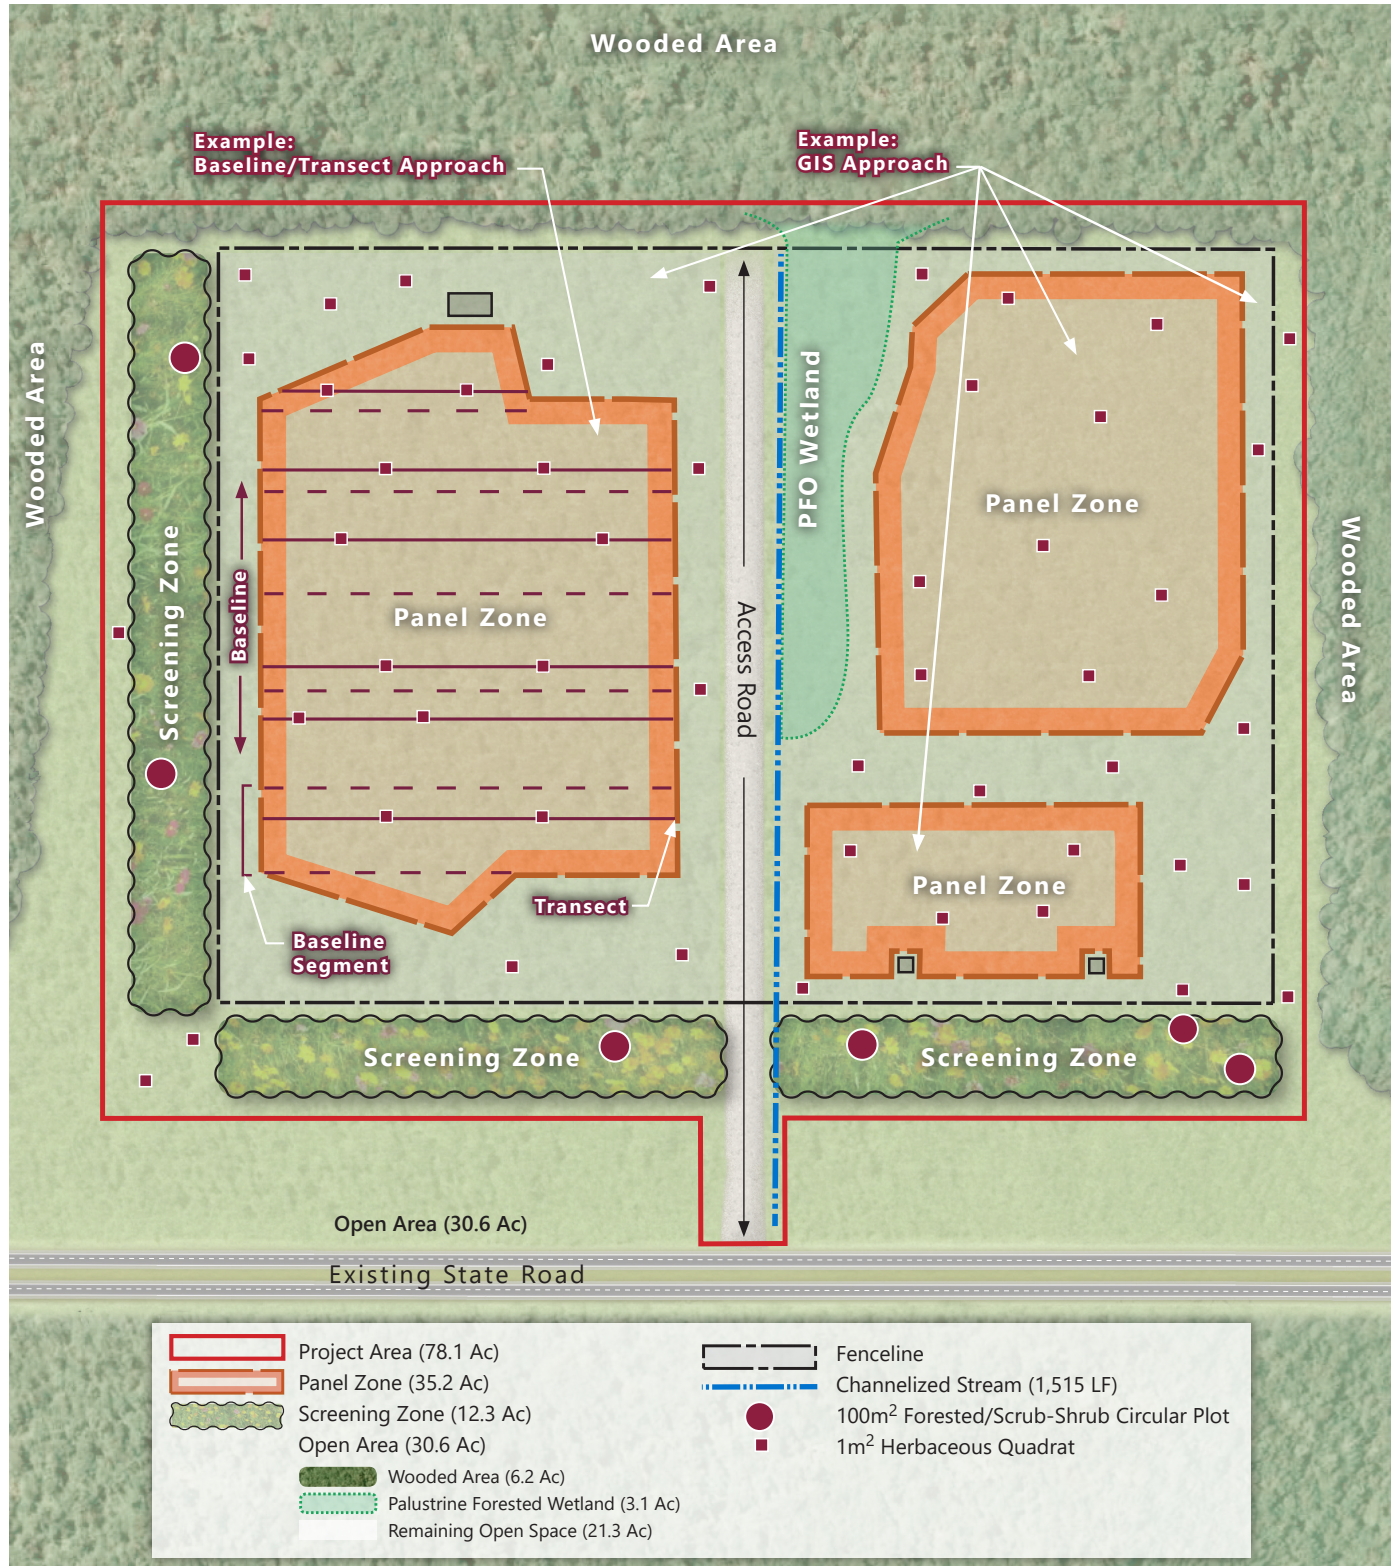 Wooded Area
Example:
Baseline/Transect Approach
Example:
GIS Approach
Wooded Area
Screening Zone
Baseline
Panel Zone
Access Road
PFO Wetland
Panel Zone
Wooded Area
Panel Zone
Transect
Baseline
Segment
Screening Zone
Screening Zone
Open Area (30.6 Ac)
Existing State Road
Project Area (78.1 Ac)
Panel Zone (35.2 Ac)
Screening Zone (12.3 Ac)
Open Area (30.6 Ac)
Wooded Area (6.2 Ac)
Palustrine Forested Wetland (3.1 Ac)
Remaining Open Space (21.3 Ac)
Fenceline
Channelized Stream (1,515 LF)
100m² Forested/Scrub-Shrub Circular Plot
1m² Herbaceous Quadrat